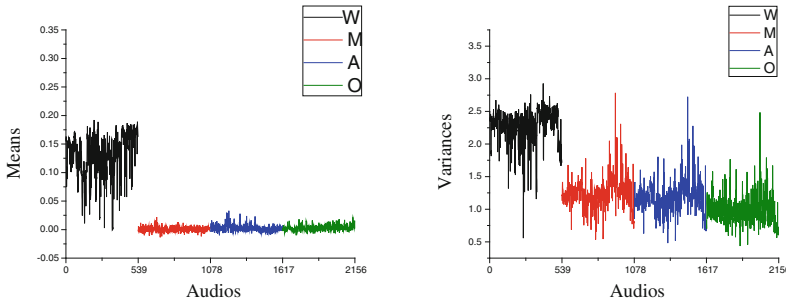 0.35
0.30
0.25
0.20
0.15
0.10
0.05
0.00
-0.05
Means
0
539
1078
1617
2156
Audios
W
M
A
O
3.5
3.0
2.5
2.0
1.5
1.0
0.5
Variances
0
539
1078
1617
2156
Audios
W
M
A
O